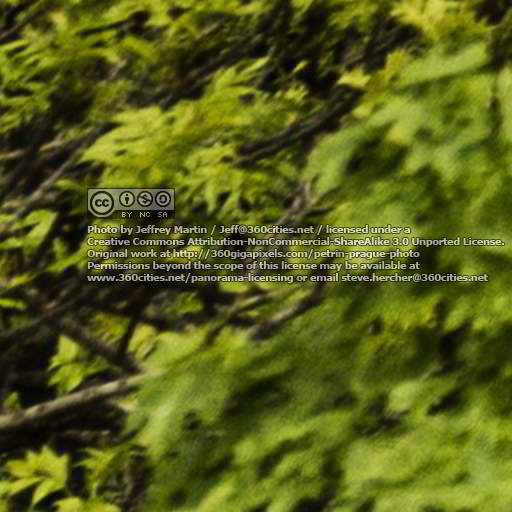 cc
BY NC SA
Photo by Jeffrey Martin / Jeff@360cities.net / licensed under a
Creative Commons Attribution-NonCommercial-ShareAlike 3.0 Unported License.
Original work at http://360gigapixels.com/petrin-prague-photo
Permissions beyond the scope of this license may be available at
www.360cities.net/panorama-licensing or email steve.hercher@360cities.net